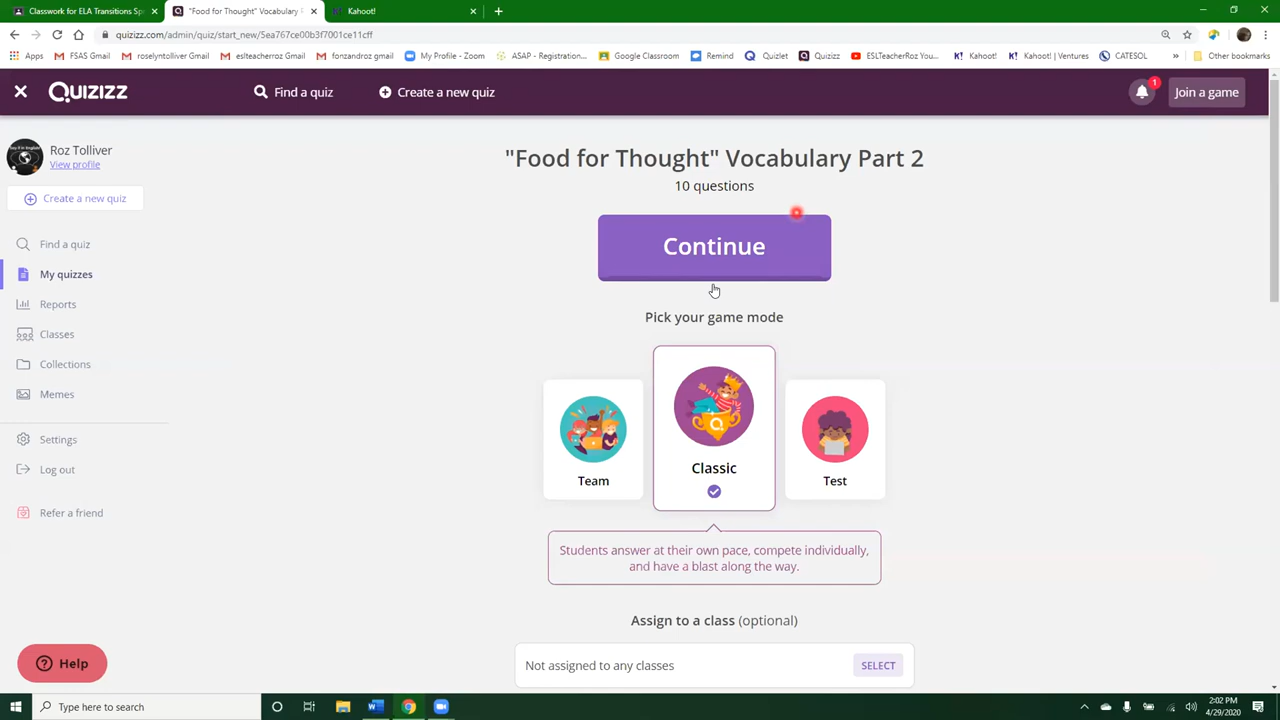 Classwork for ELA Transitions Sp
"Food for Thought" Vocabulary P
Kahoot!
quizizz.com/admin/quiz/start_new/5ea767ce00b3f7001ce11cff
Apps
FSAS Gmail
roselyntolliver Gmail
eslteacherroz Gmail
fonzandroz gmail
My Profile - Zoom
ASAP - Registration...
Google Classroom
Remind
Quizlet
Quizizz
ESLTeacherRoz You...
Kahoot!
Kahoot! | Ventures
CATESOL
»
Other bookmarks
QUIZIZZ
Find a quiz
Create a new quiz
1
Join a game
Roz Tolliver
View profile
Create a new quiz
Find a quiz
My quizzes
Reports
Classes
Collections
Memes
Settings
Log out
Refer a friend
"Food for Thought" Vocabulary Part 2
10 questions
Continue
Pick your game mode
Team
Classic
Test
Students answer at their own pace, compete individually,
and have a blast along the way.
Assign to a class (optional)
Not assigned to any classes
SELECT
Help
Type here to search
2:02 PM
4/29/2020